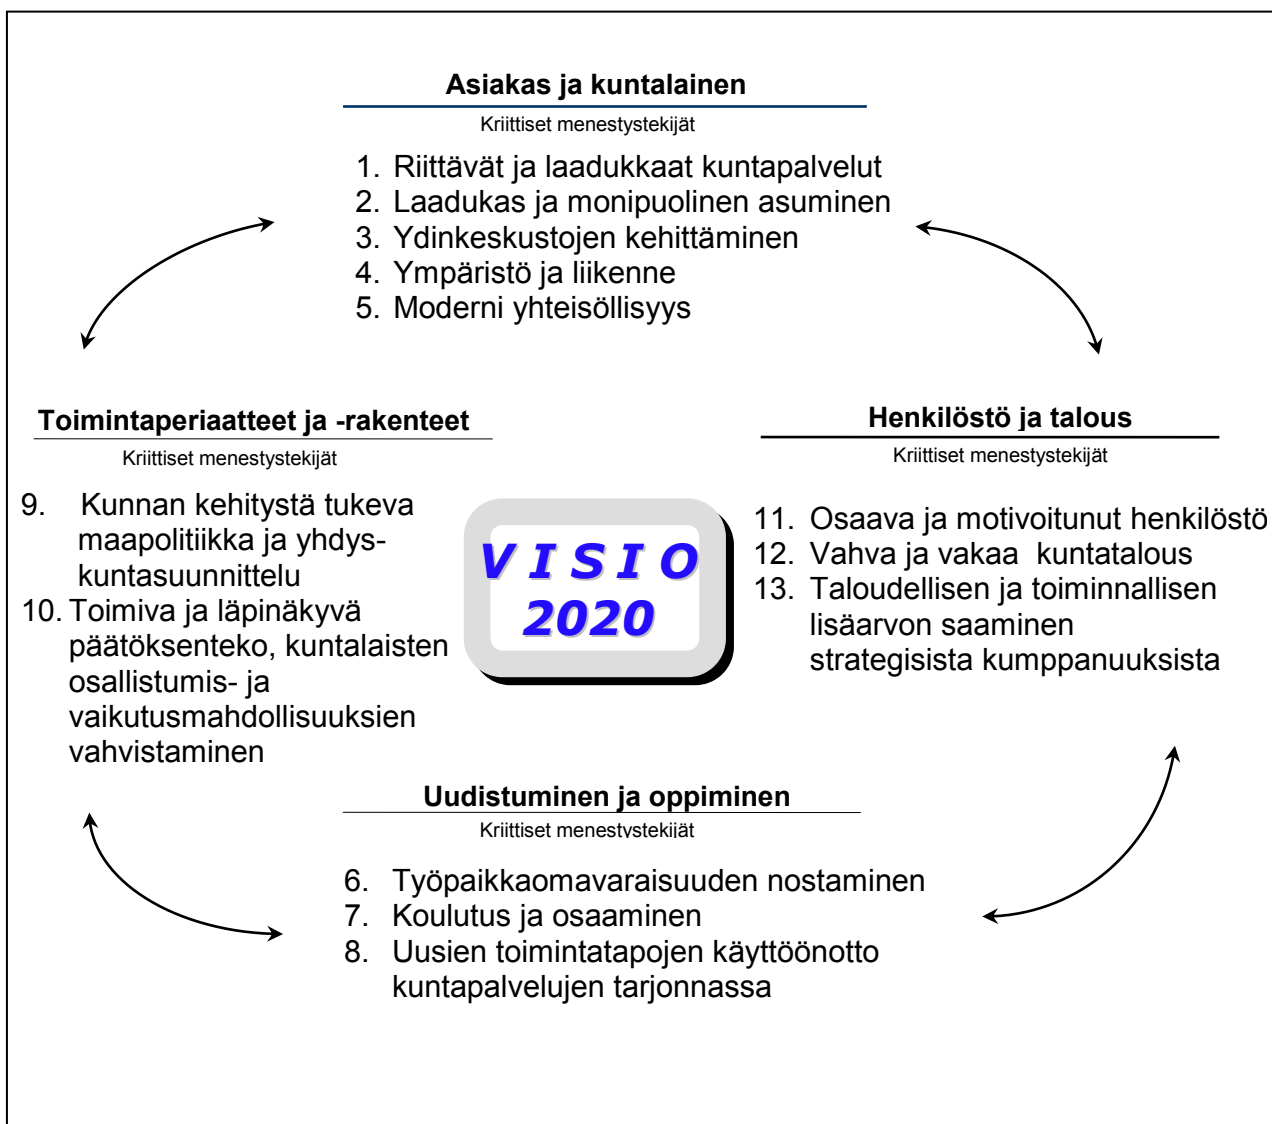 Asiakas ja kuntalainen
Kriittiset menestystekijät
1. Riittävät ja laadukkaat kuntapalvelut
2. Laadukas ja monipuolinen asuminen
3. Ydinkeskustojen kehittäminen
4. Ympäristö ja liikenne
5. Moderni yhteisöllisyys
Toimintaperiaatteet ja -rakenteet
Kriittiset menestystekijät
9. Kunnan kehitystä tukeva
maapolitiikka ja yhdys-
kuntasuunnittelu
10. Toimiva ja läpinäkyvä
päätöksenteko, kuntalaisten
osallistumis- ja
vaikutusmahdollisuuksien
vahvistaminen
VISIO
2020
Henkilöstö ja talous
Kriittiset menestystekijät
11. Osaava ja motivoitunut henkilöstö
12. Vahva ja vakaa kuntatalous
13. Taloudellisen ja toiminnallisen
lisäarvon saaminen
strategisista kumppanuuksista
Uudistuminen ja oppiminen
Kriittiset menestystekijät
6. Työpaikkaomavaraisuuden nostaminen
7. Koulutus ja osaaminen
8. Uusien toimintatapojen käyttöönotto
kuntapalvelujen tarjonnassa